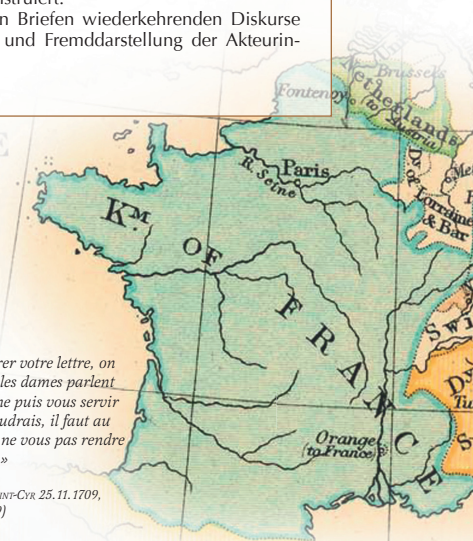 n Briefen wiederkehrenden Diskurse
und Fremddarstellung der Akteurin-
Brussels
Netherlands
(to Austria)
Fontenoy
Paris
R. Seine
Lorraine
& Bar
Kᴹ OF FRANCE
Orange
(to France)
rer votre lettre, on
les dames parlent
ne puis vous servir
udrais, il faut au
ne vous pas rendre
»
INT-CYR 25.11.1709,